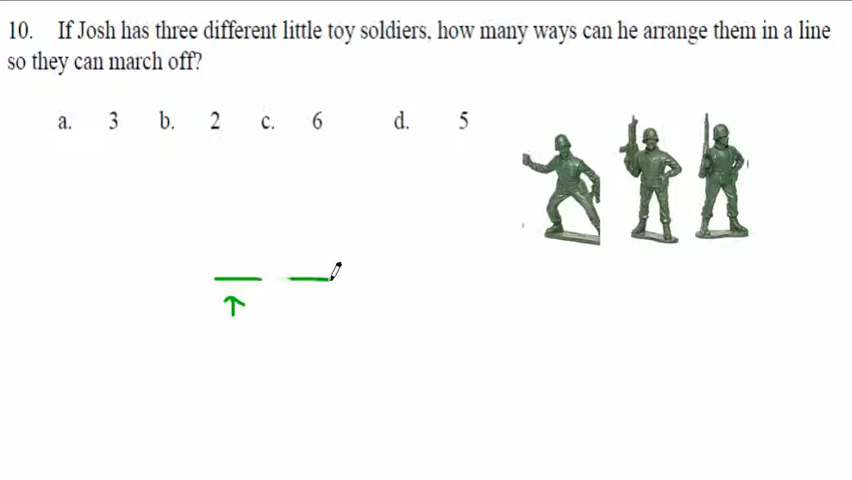 10. If Josh has three different little toy soldiers, how many ways can he arrange them in a line
so they can march off?
a. 3 b. 2 c. 6 d. 5